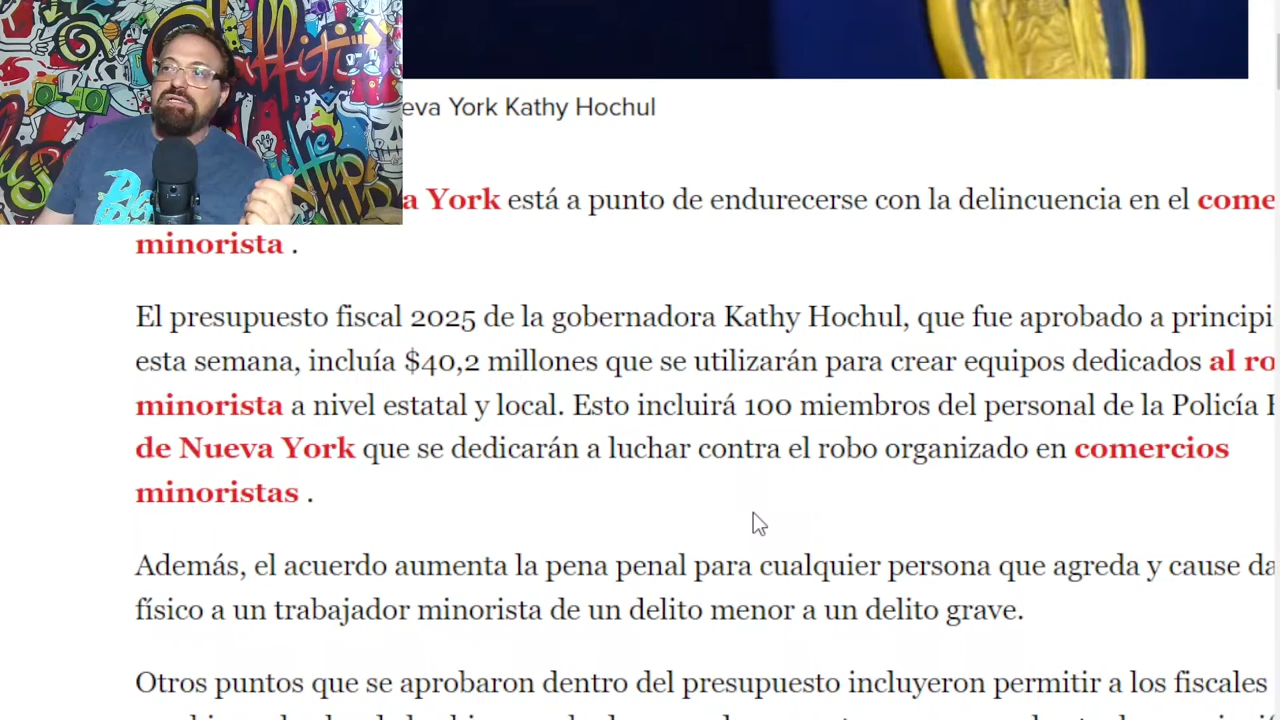 eva York Kathy Hochul
a York está a punto de endurecerse con la delincuencia en el come
minorista .
El presupuesto fiscal 2025 de la gobernadora Kathy Hochul, que fue aprobado a principi
esta semana, incluía $40,2 millones que se utilizarán para crear equipos dedicados al ro
minorista a nivel estatal y local. Esto incluirá 100 miembros del personal de la Policía
de Nueva York que se dedicarán a luchar contra el robo organizado en comercios
minoristas .
Además, el acuerdo aumenta la pena penal para cualquier persona que agreda y cause da
físico a un trabajador minorista de un delito menor a un delito grave.
Otros puntos que se aprobaron dentro del presupuesto incluyeron permitir a los fiscales